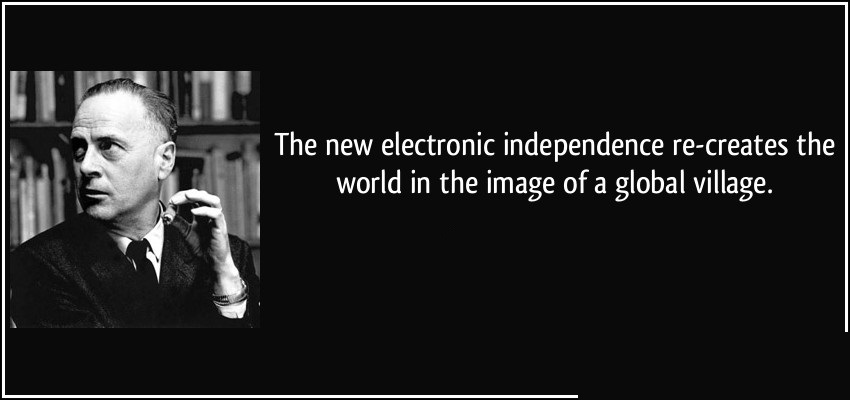 The new electronic independence re-creates the
world in the image of a global village.